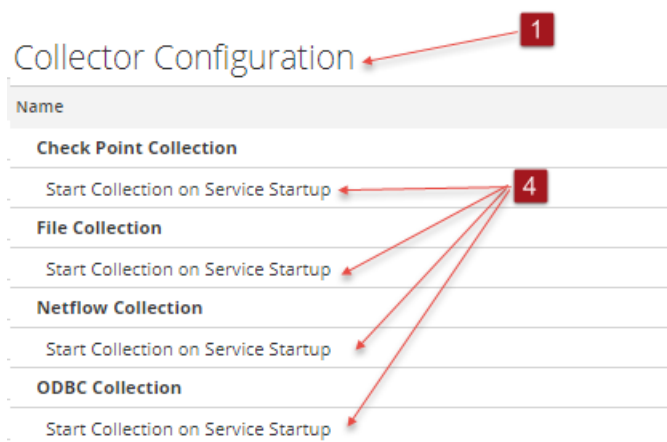 1
Collector Configuration
Name
Check Point Collection
Start Collection on Service Startup
4
File Collection
Start Collection on Service Startup
Netflow Collection
Start Collection on Service Startup
ODBC Collection
Start Collection on Service Startup